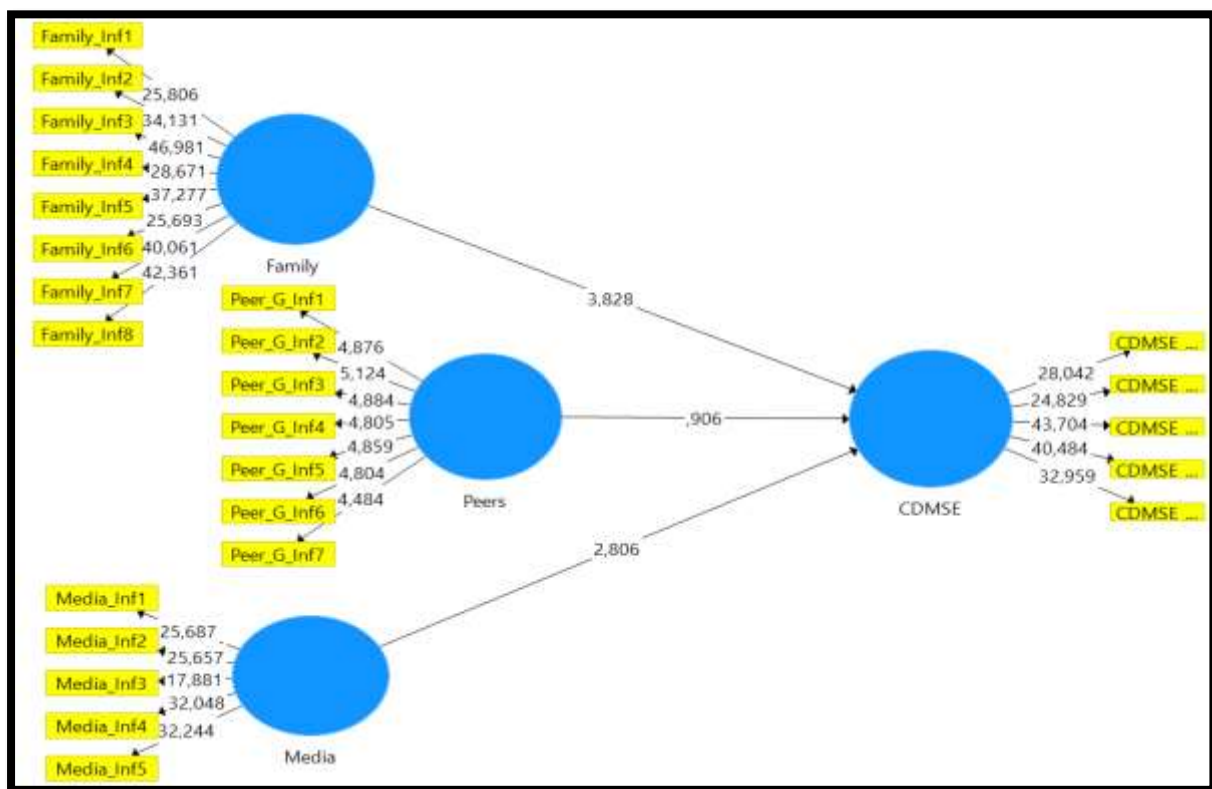 Family_Inf1
Family_Inf2
25,806
Family_Inf3
34,131
46,981
Family_Inf4
28,671
Family_Inf5
37,277
25,693
Family_Inf6
40,061
Family_Inf7
42,361
Family_Inf8
Family
3,828
Peer_G_Inf1
Peer_G_Inf2
4,876
5,124
Peer_G_Inf3
4,884
Peer_G_Inf4
4,805
4,859
Peer_G_Inf5
4,804
4,484
Peer_G_Inf6
Peer_G_Inf7
Peers
,906
CDMSE ...
28,042
CDMSE ...
24,829
43,704
CDMSE ...
40,484
CDMSE ...
32,959
CDMSE ...
CDMSE
2,806
Media_Inf1
25,687
Media_Inf2
25,657
Media_Inf3
17,881
32,048
Media_Inf4
32,244
Media_Inf5
Media